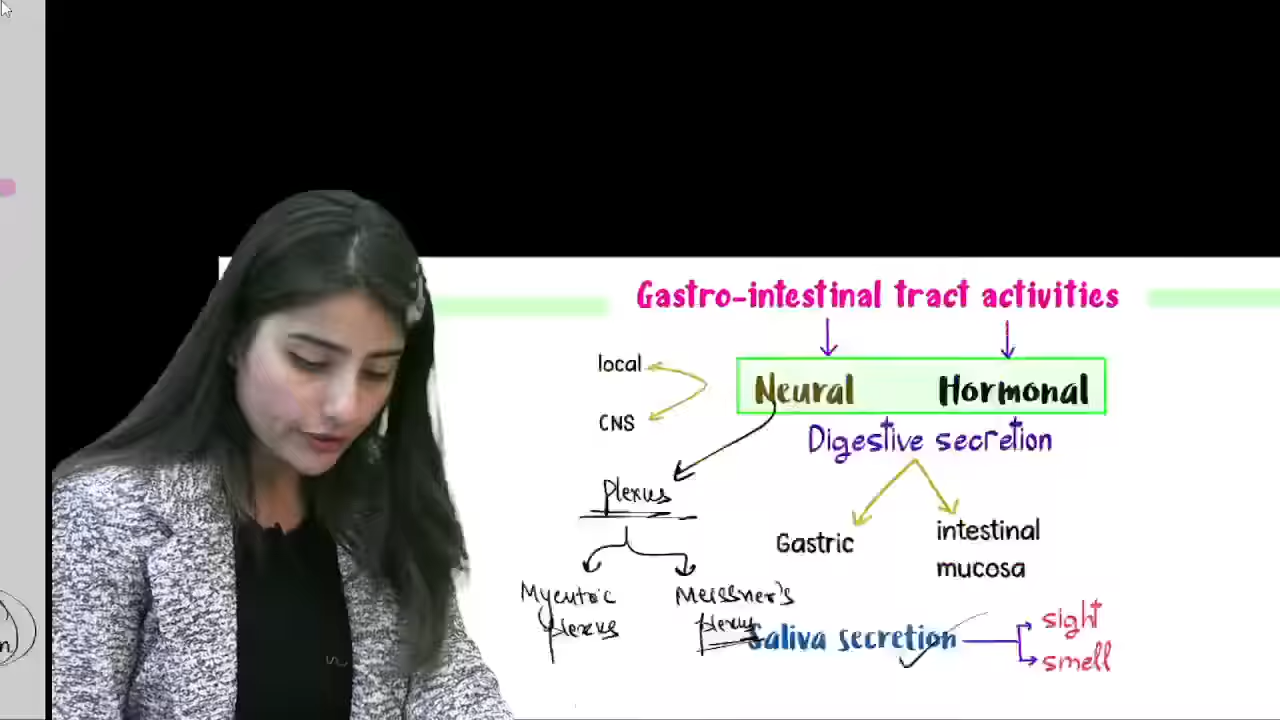 Gastro-intestinal tract activities
local
Neural Hormonal
CNS
Digestive secretion
plexus
Gastric
intestinal
mucosa
Myentric
plexus
Meissner's
plexus
Saliva secretion
sight
smell